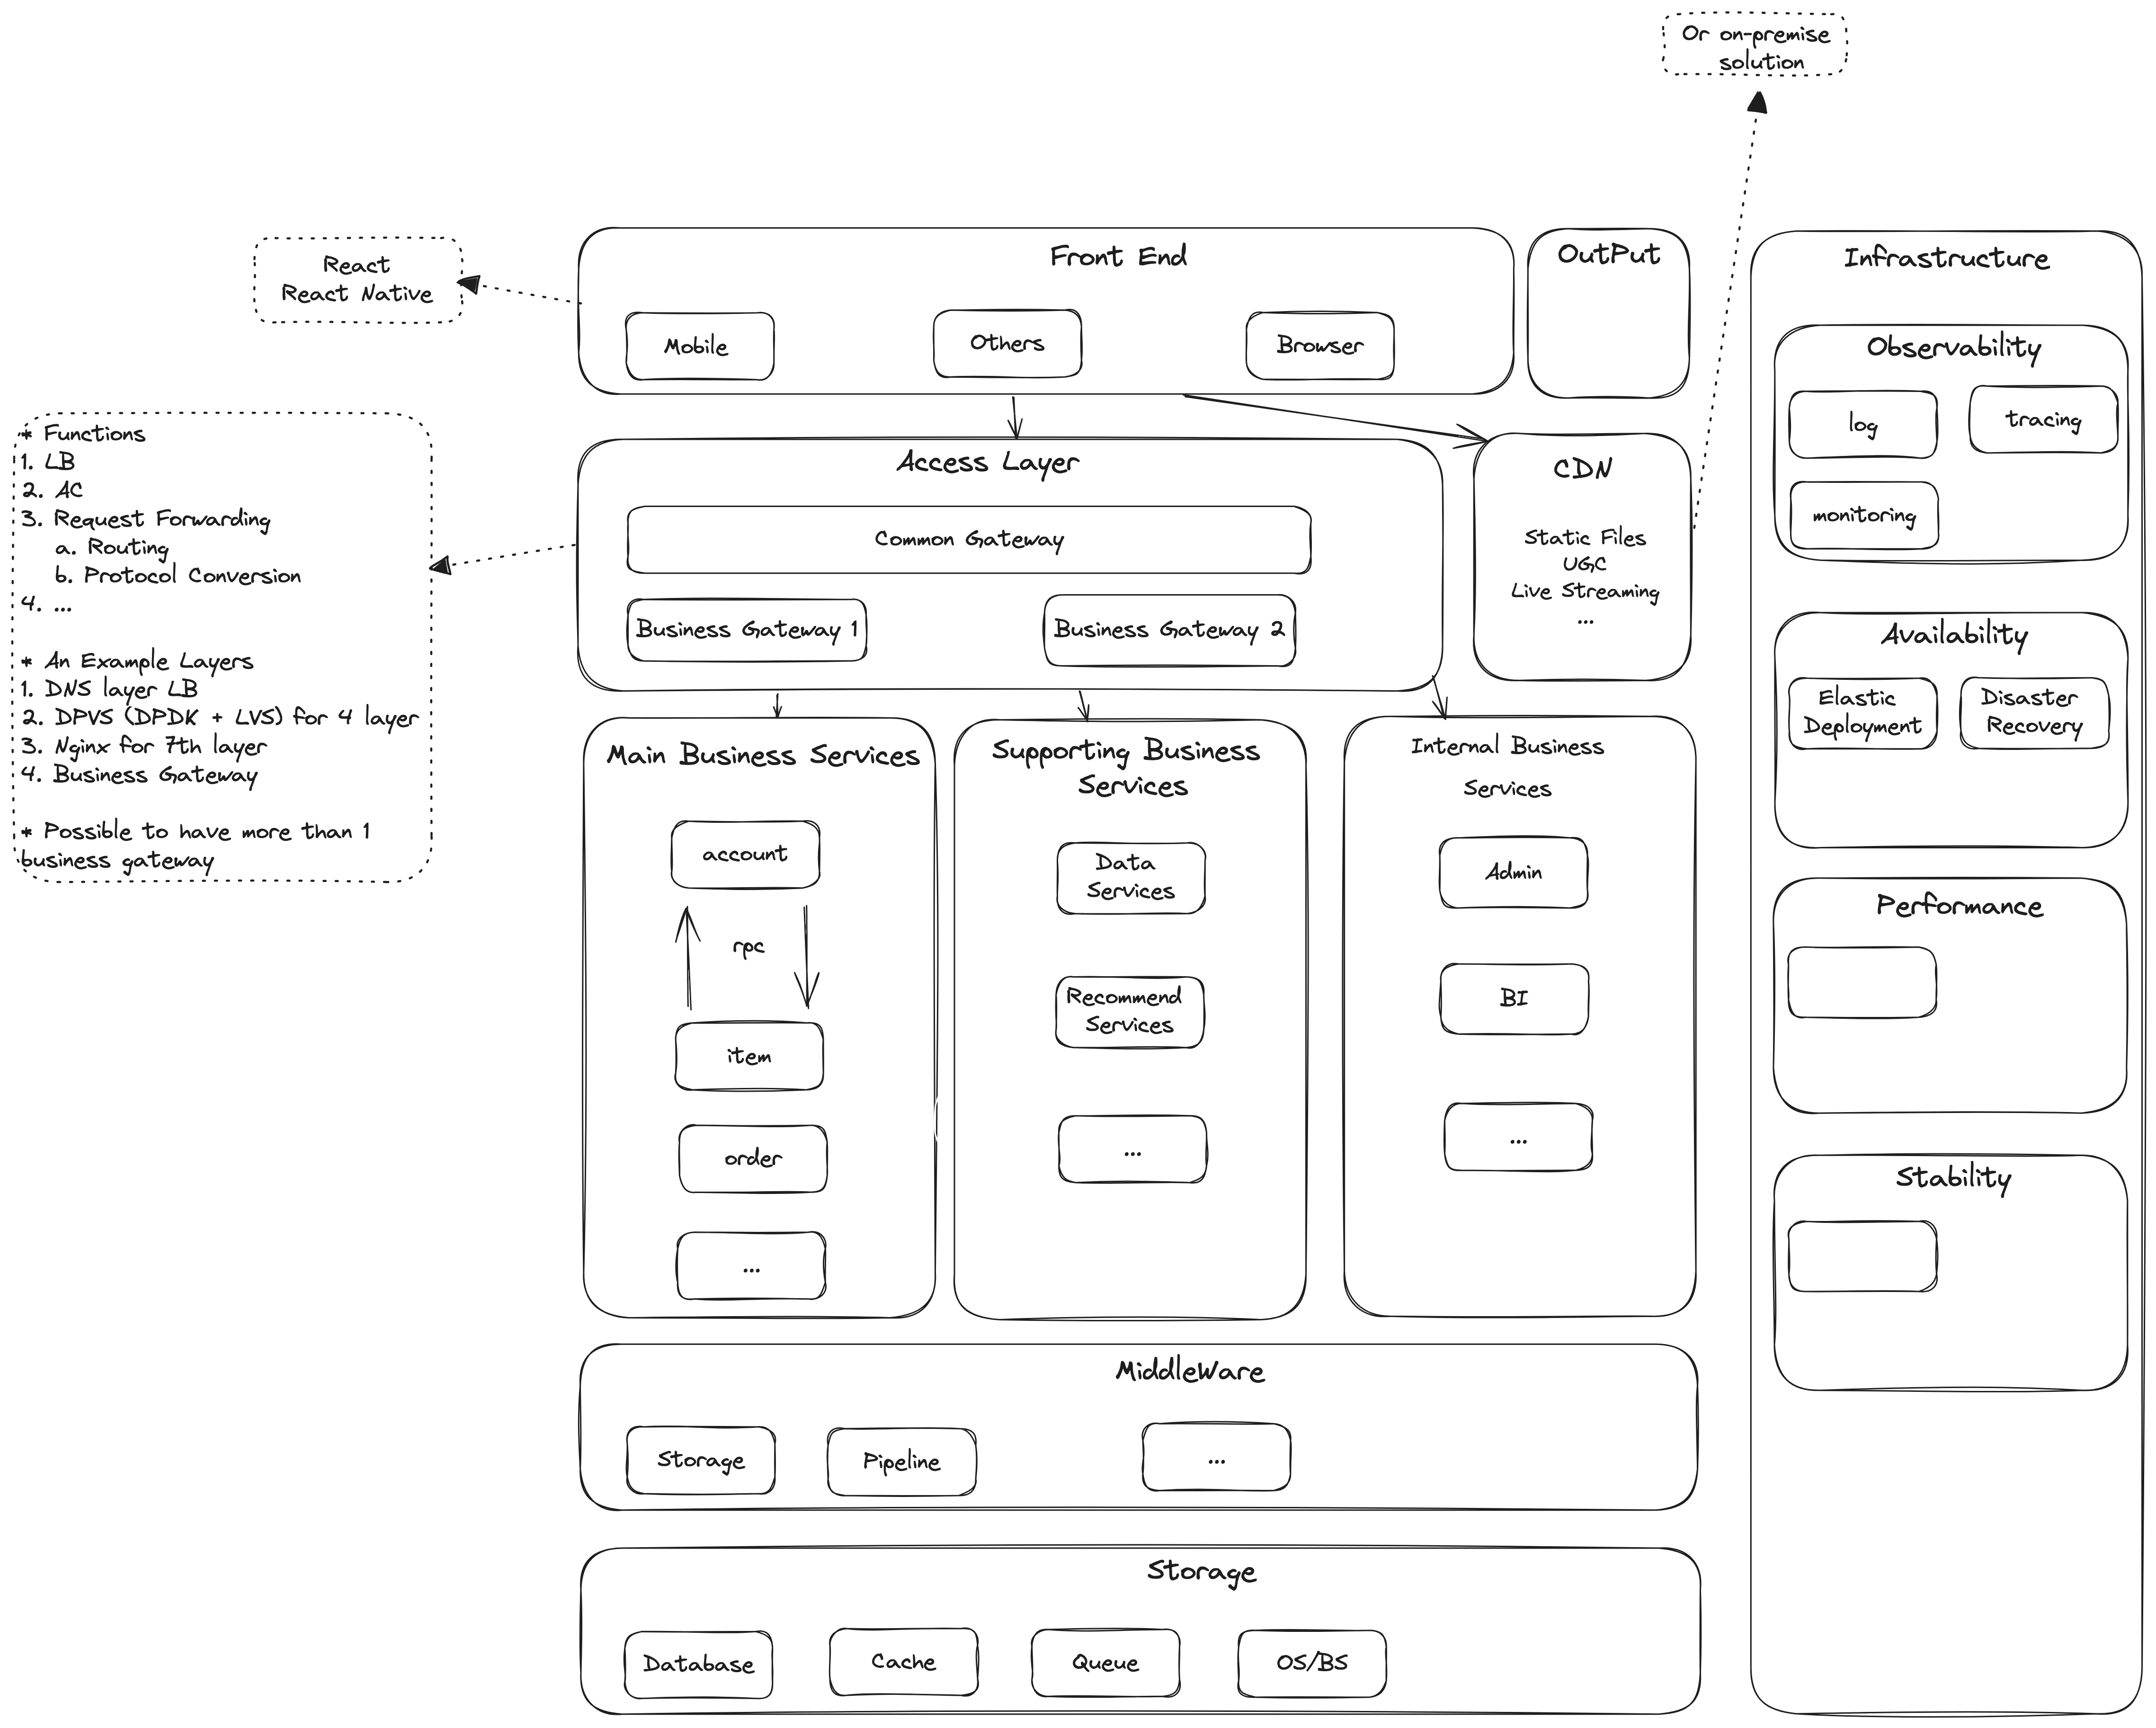 Or on-premise
solution
React
React Native
Front End
Mobile
Others
Browser
OutPut
* Functions
1. LB
2. AC
3. Request Forwarding
a. Routing
b. Protocol Conversion
4. ...
* An Example Layers
1. DNS layer LB
2. DPVS (DPDK + LVS) for 4 layer
3. Nginx for 7th layer
4. Business Gateway
* Possible to have more than 1
business gateway
Access Layer
Common Gateway
Business Gateway 1
Business Gateway 2
CDN
Static Files
UGC
Live Streaming
...
Main Business Services
account
rpc
item
order
...
Supporting Business
Services
Data
Services
Recommend
Services
...
Internal Business
Services
Admin
BI
...
MiddleWare
Storage
Pipeline
...
Storage
Database
Cache
Queue
OS/BS
Infrastructure
Observability
log
tracing
monitoring
Availability
Elastic
Deployment
Disaster
Recovery
Performance
Stability